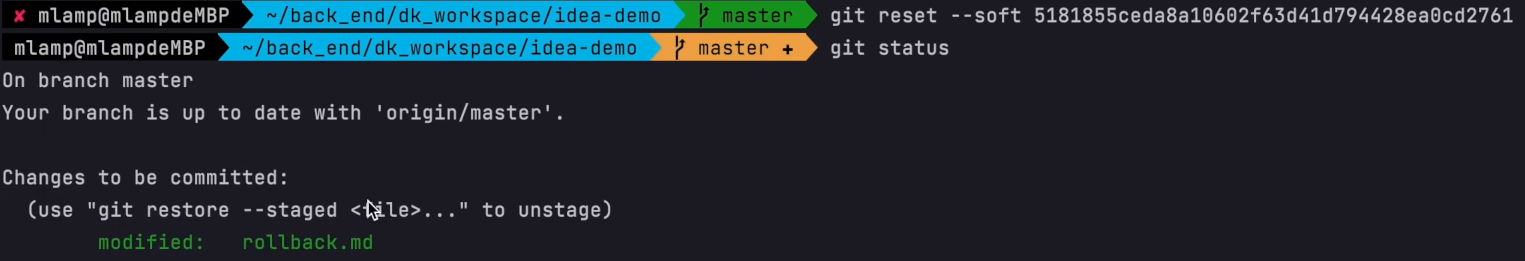 ✘ mlamp@mlampdeMBP ~/back_end/dk_workspace/idea-demo master git reset --soft 5181855ceda8a10602f63d41d794428ea0cd2761
mlamp@mlampdeMBP ~/back_end/dk_workspace/idea-demo master + git status
On branch master
Your branch is up to date with 'origin/master'.
Changes to be committed:
(use "git restore --staged <file>..." to unstage)
modified: rollback.md